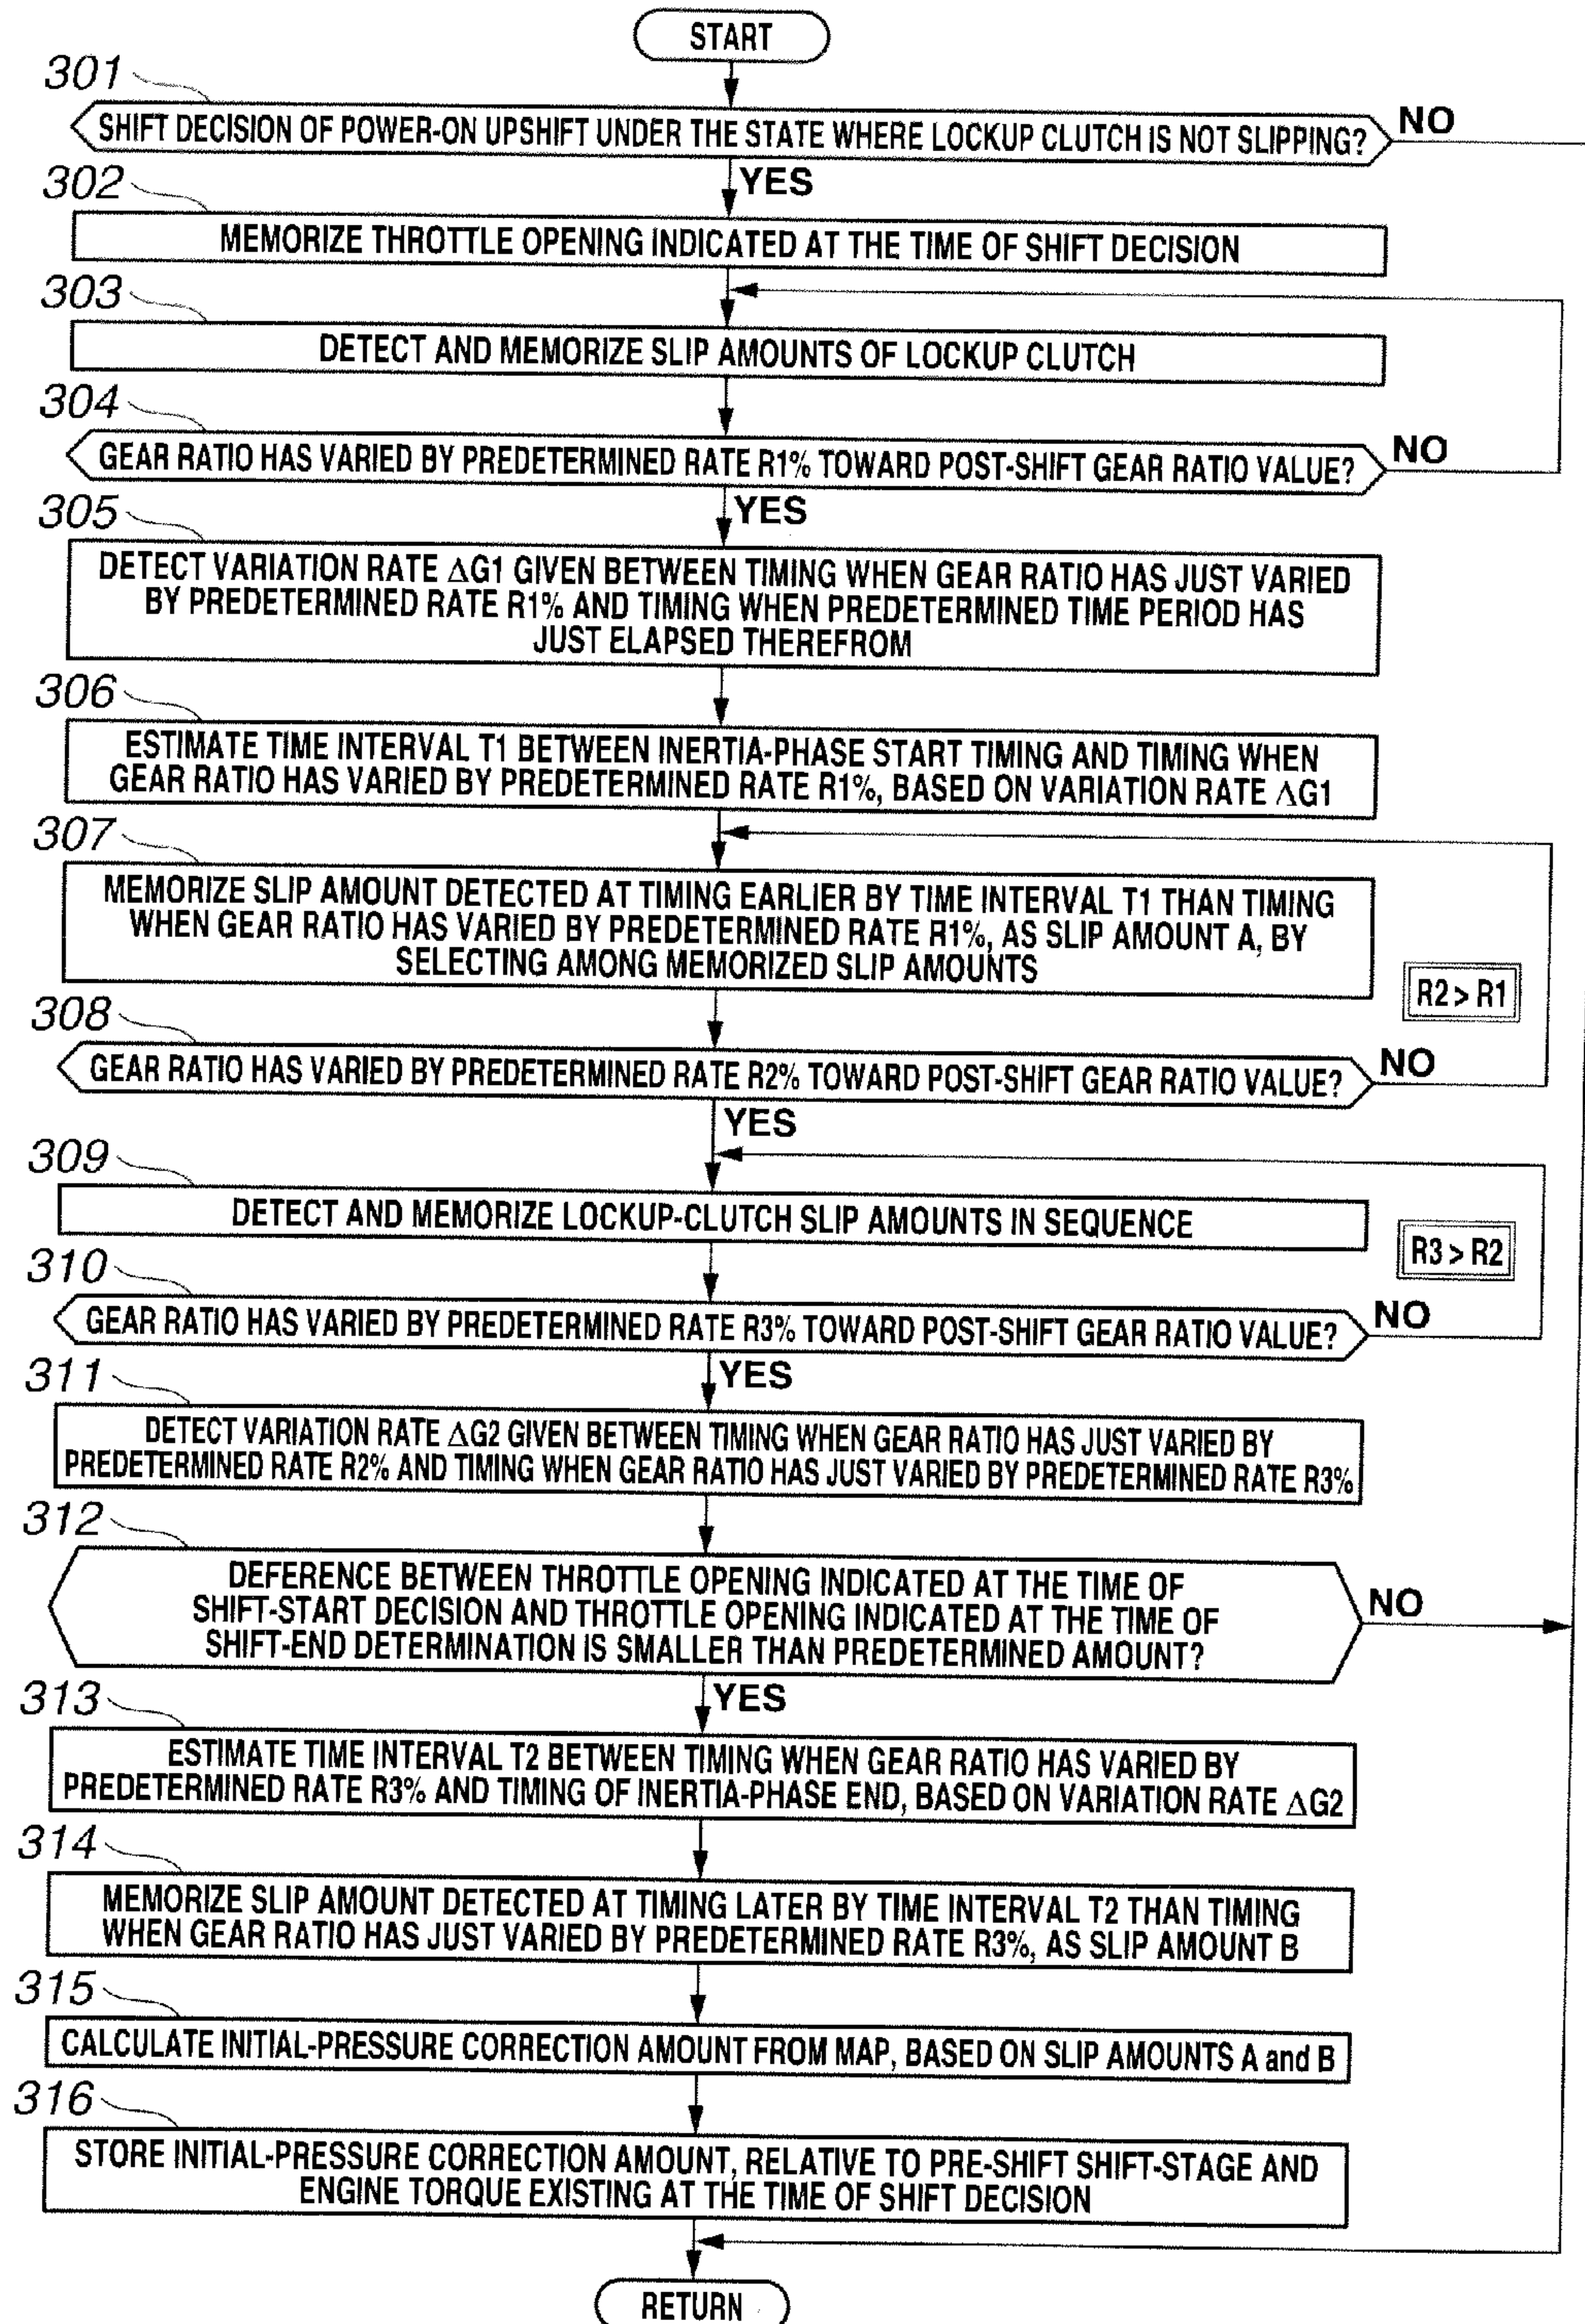 START
301
SHIFT DECISION OF POWER-ON UPSHIFT UNDER THE STATE WHERE LOCKUP CLUTCH IS NOT SLIPPING?
NO
YES
302
MEMORIZE THROTTLE OPENING INDICATED AT THE TIME OF SHIFT DECISION
303
DETECT AND MEMORIZE SLIP AMOUNTS OF LOCKUP CLUTCH
304
GEAR RATIO HAS VARIED BY PREDETERMINED RATE R1% TOWARD POST-SHIFT GEAR RATIO VALUE?
NO
YES
305
DETECT VARIATION RATE ΔG1 GIVEN BETWEEN TIMING WHEN GEAR RATIO HAS JUST VARIED
BY PREDETERMINED RATE R1% AND TIMING WHEN PREDETERMINED TIME PERIOD HAS
JUST ELAPSED THEREFROM
306
ESTIMATE TIME INTERVAL T1 BETWEEN INERTIA-PHASE START TIMING AND TIMING WHEN
GEAR RATIO HAS VARIED BY PREDETERMINED RATE R1%, BASED ON VARIATION RATE ΔG1
307
MEMORIZE SLIP AMOUNT DETECTED AT TIMING EARLIER BY TIME INTERVAL T1 THAN TIMING
WHEN GEAR RATIO HAS VARIED BY PREDETERMINED RATE R1%, AS SLIP AMOUNT A, BY
SELECTING AMONG MEMORIZED SLIP AMOUNTS
R2 > R1
308
GEAR RATIO HAS VARIED BY PREDETERMINED RATE R2% TOWARD POST-SHIFT GEAR RATIO VALUE?
NO
YES
309
DETECT AND MEMORIZE LOCKUP-CLUTCH SLIP AMOUNTS IN SEQUENCE
R3 > R2
310
GEAR RATIO HAS VARIED BY PREDETERMINED RATE R3% TOWARD POST-SHIFT GEAR RATIO VALUE?
NO
YES
311
DETECT VARIATION RATE ΔG2 GIVEN BETWEEN TIMING WHEN GEAR RATIO HAS JUST VARIED BY
PREDETERMINED RATE R2% AND TIMING WHEN GEAR RATIO HAS JUST VARIED BY PREDETERMINED RATE R3%
312
DEFERENCE BETWEEN THROTTLE OPENING INDICATED AT THE TIME OF
SHIFT-START DECISION AND THROTTLE OPENING INDICATED AT THE TIME OF
SHIFT-END DETERMINATION IS SMALLER THAN PREDETERMINED AMOUNT?
NO
YES
313
ESTIMATE TIME INTERVAL T2 BETWEEN TIMING WHEN GEAR RATIO HAS VARIED BY
PREDETERMINED RATE R3% AND TIMING OF INERTIA-PHASE END, BASED ON VARIATION RATE ΔG2
314
MEMORIZE SLIP AMOUNT DETECTED AT TIMING LATER BY TIME INTERVAL T2 THAN TIMING
WHEN GEAR RATIO HAS JUST VARIED BY PREDETERMINED RATE R3%, AS SLIP AMOUNT B
315
CALCULATE INITIAL-PRESSURE CORRECTION AMOUNT FROM MAP, BASED ON SLIP AMOUNTS A and B
316
STORE INITIAL-PRESSURE CORRECTION AMOUNT, RELATIVE TO PRE-SHIFT SHIFT-STAGE AND
ENGINE TORQUE EXISTING AT THE TIME OF SHIFT DECISION
RETURN